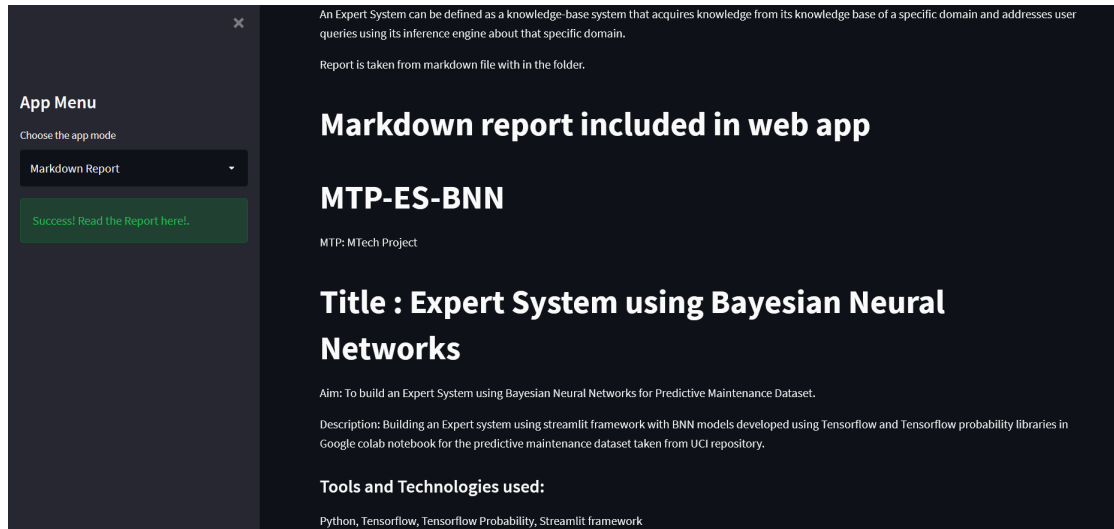 ×
App Menu
Choose the app mode
Markdown Report
Success! Read the Report here!.
An Expert System can be defined as a knowledge-base system that acquires knowledge from its knowledge base of a specific domain and addresses user
queries using its inference engine about that specific domain.
Report is taken from markdown file with in the folder.
Markdown report included in web app
MTP-ES-BNN
MTP: MTech Project
Title : Expert System using Bayesian Neural
Networks
Aim: To build an Expert System using Bayesian Neural Networks for Predictive Maintenance Dataset.
Description: Building an Expert system using streamlit framework with BNN models developed using Tensorflow and Tensorflow probability libraries in
Google colab notebook for the predictive maintenance dataset taken from UCI repository.
Tools and Technologies used:
Python, Tensorflow, Tensorflow Probability, Streamlit framework